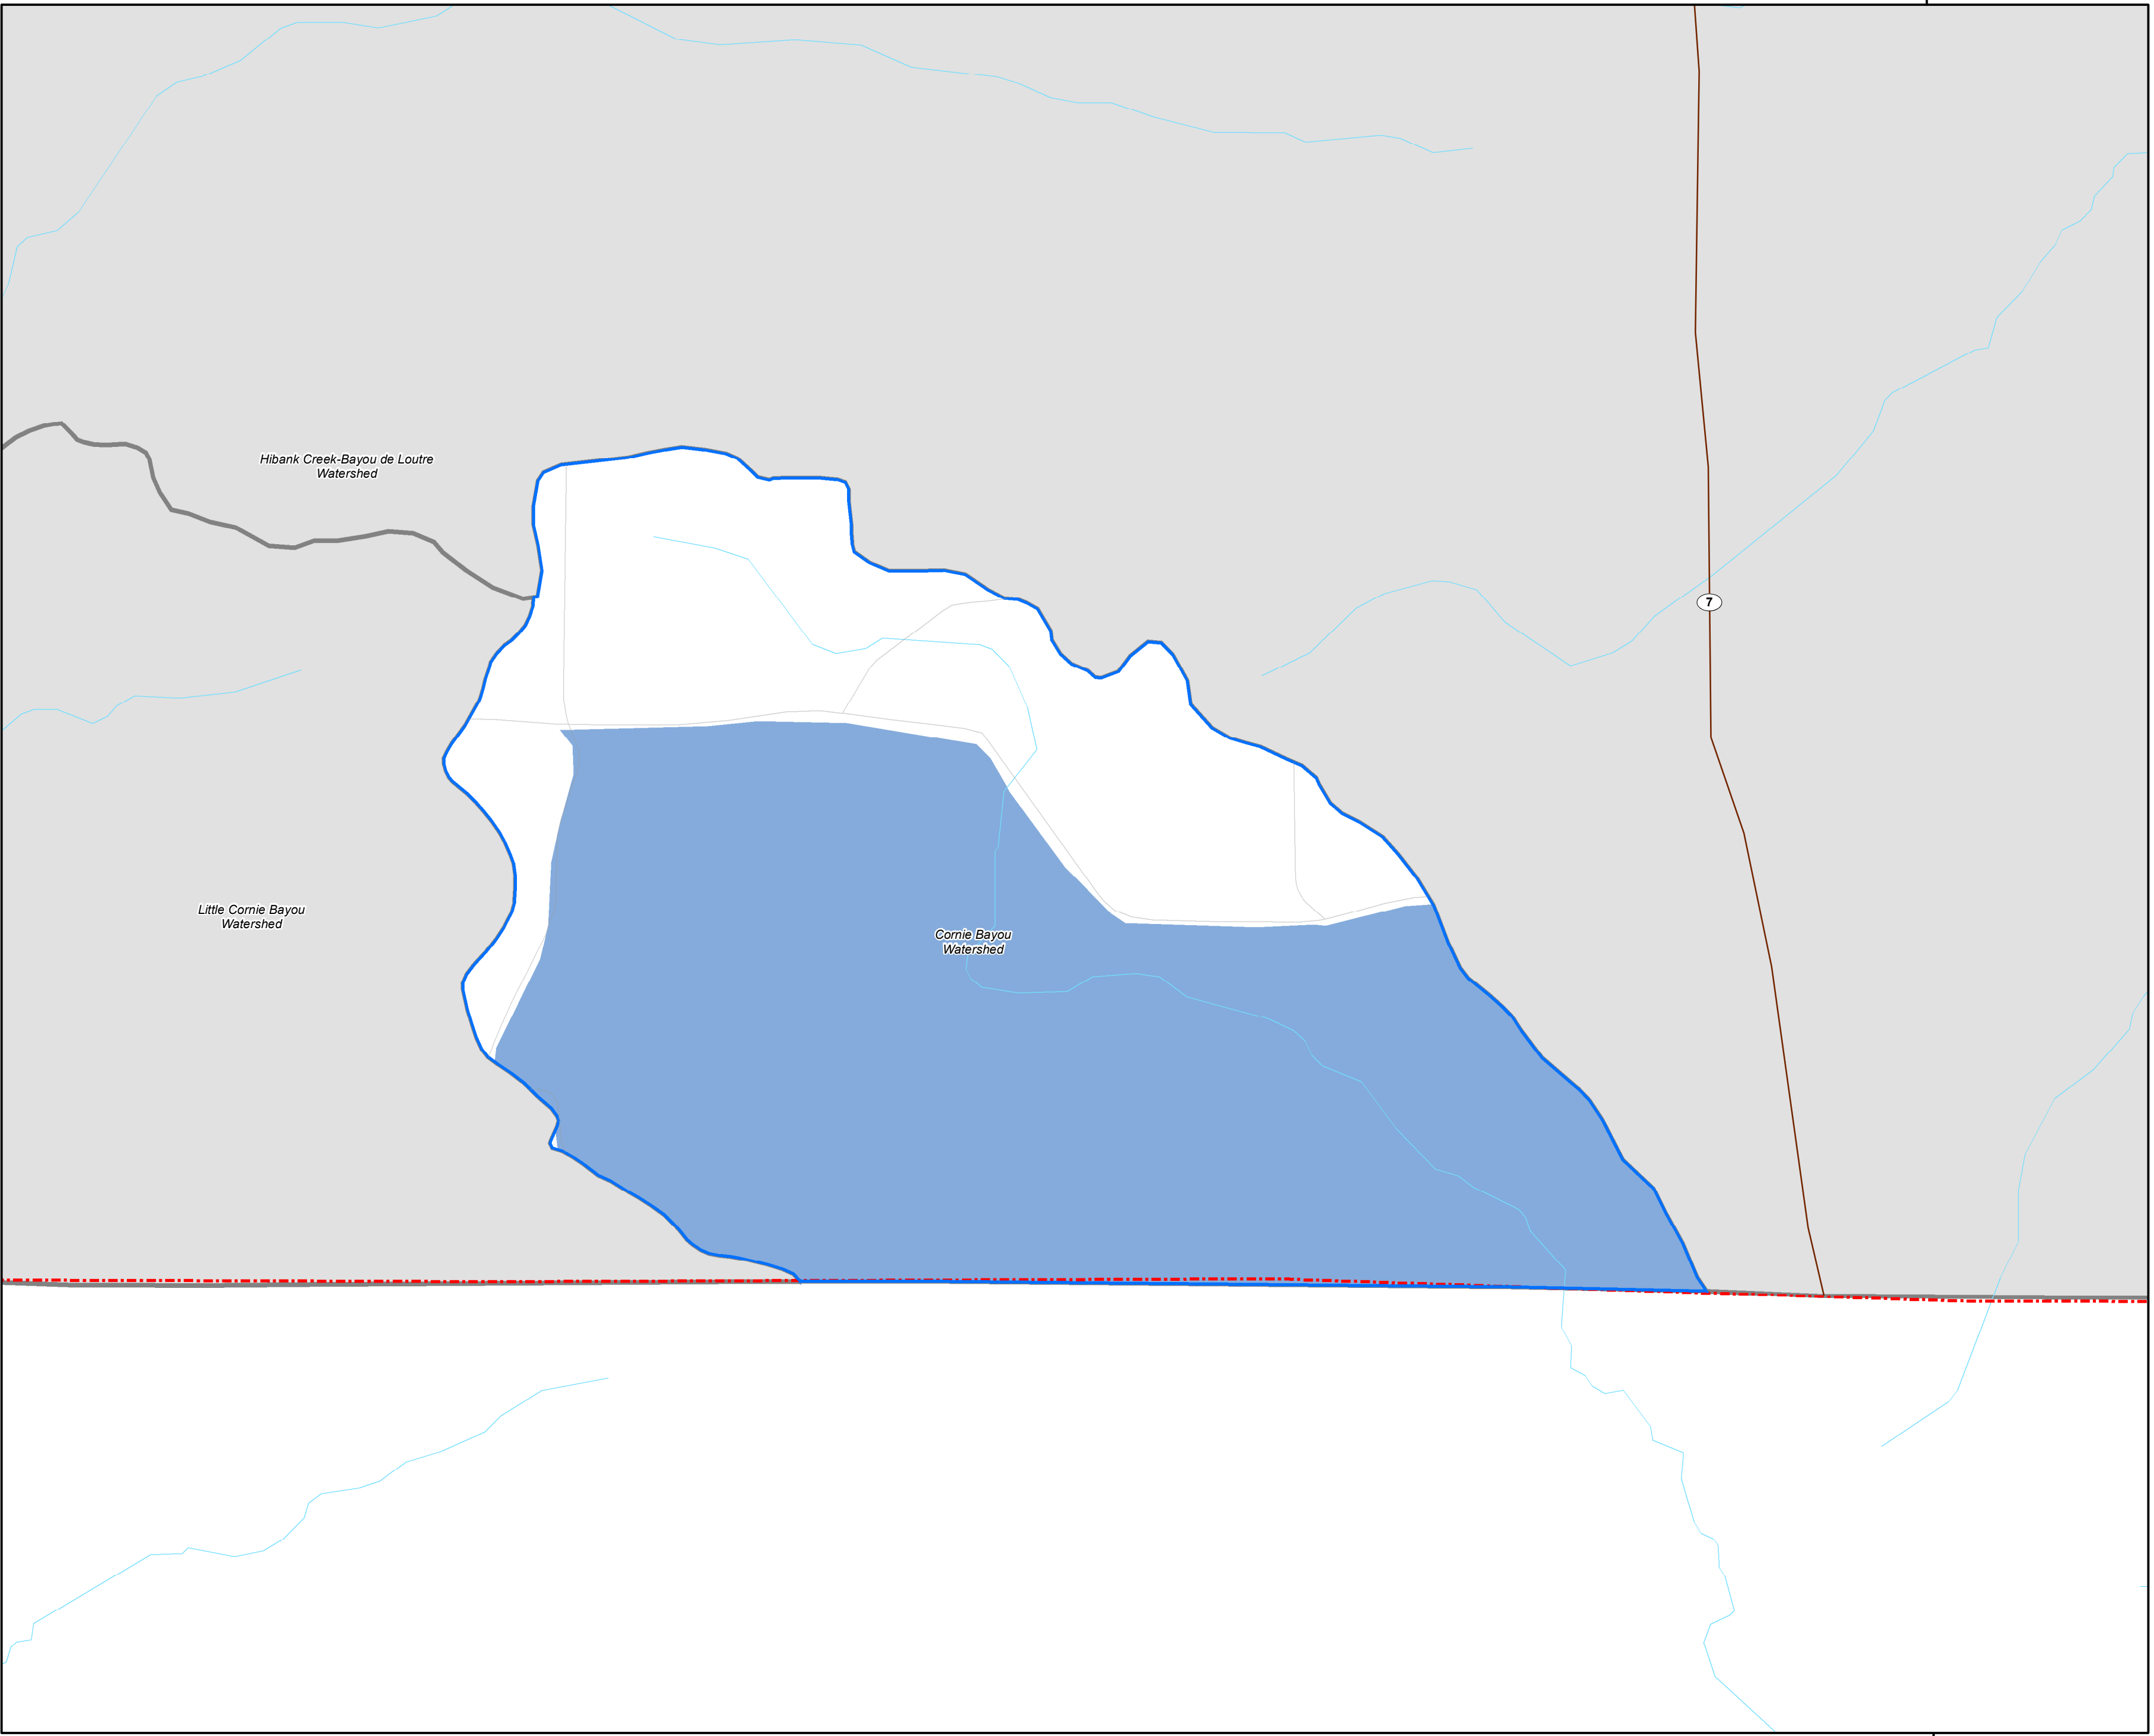 Hibank Creek-Bayou de Loutre
Watershed
7
Little Cornie Bayou
Watershed
Cornie Bayou
Watershed